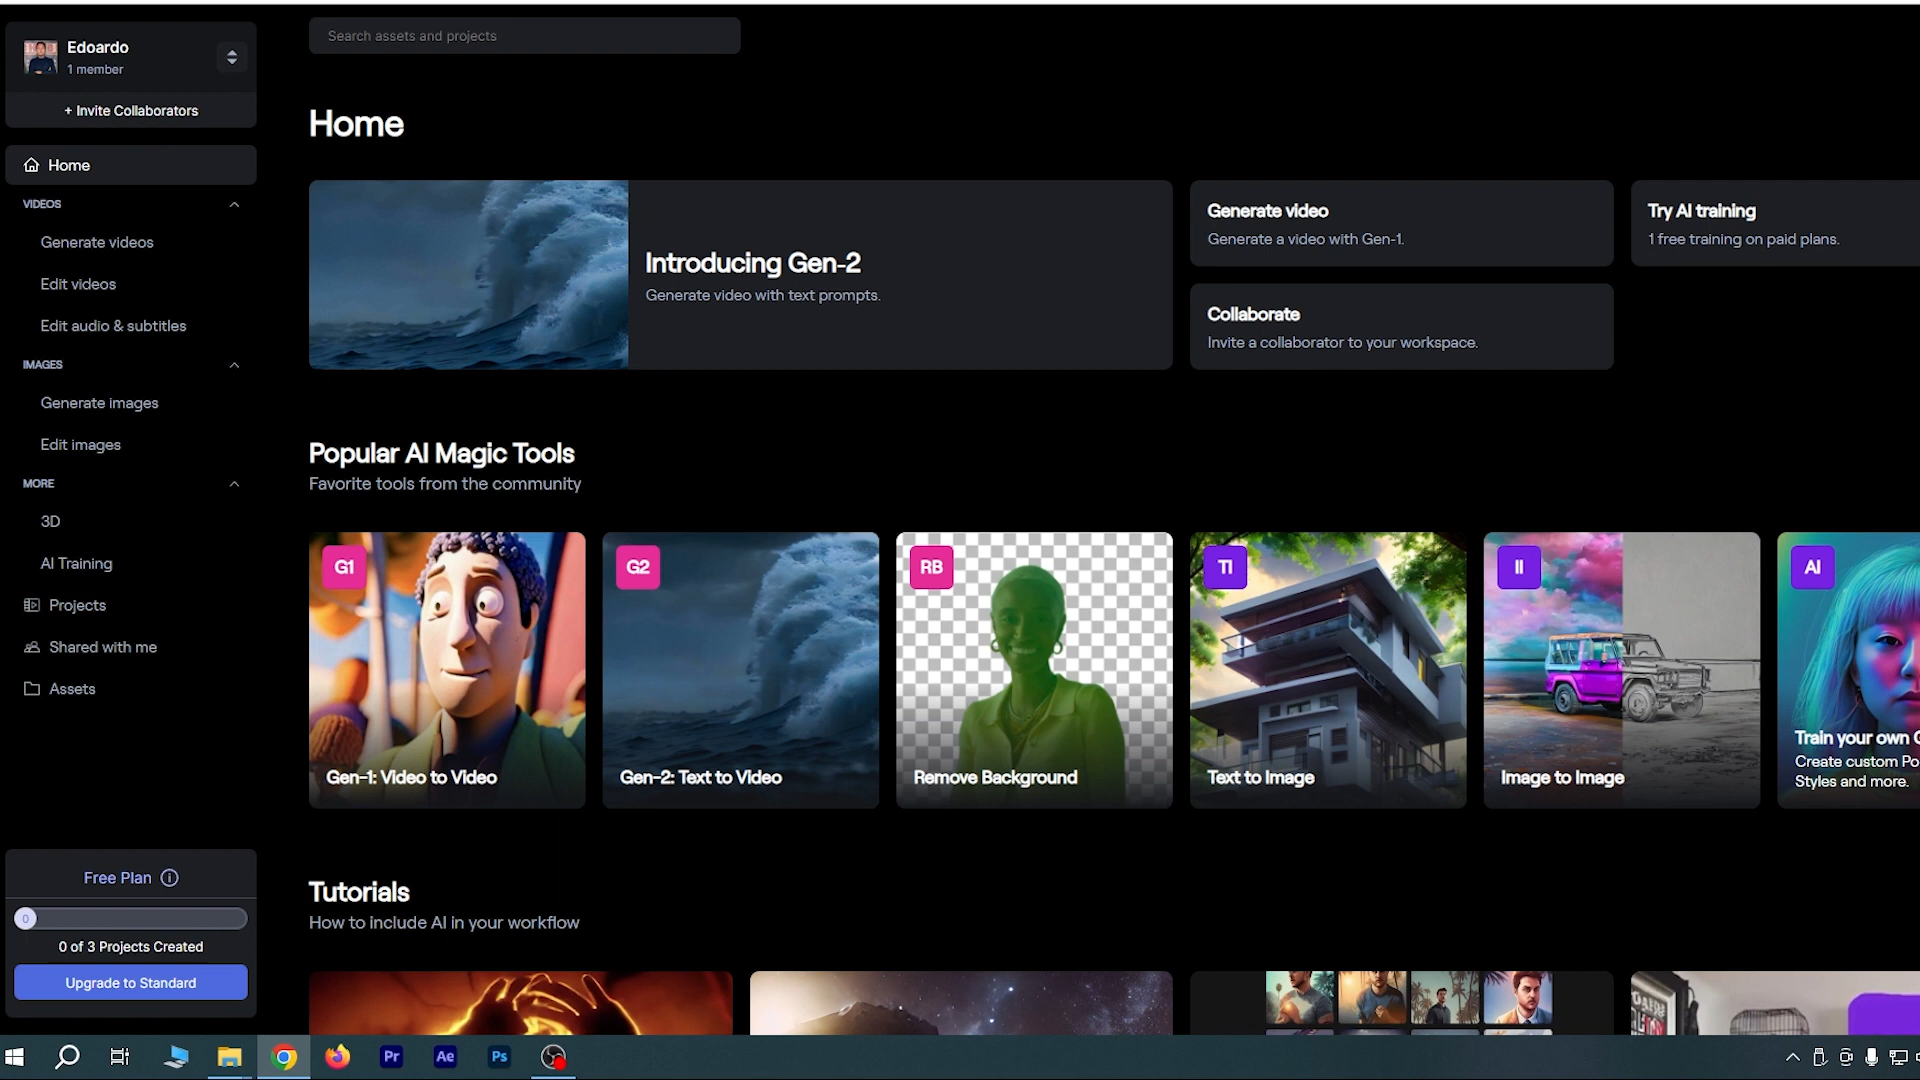 Edoardo
1 member
+ Invite Collaborators
Home
VIDEOS
Generate videos
Edit videos
Edit audio & subtitles
IMAGES
Generate images
Edit images
MORE
3D
AI Training
Projects
Shared with me
Assets
Free Plan
0
0 of 3 Projects Created
Upgrade to Standard
Search assets and projects
Home
Introducing Gen-2
Generate video with text prompts.
Generate video
Generate a video with Gen-1.
Collaborate
Invite a collaborator to your workspace.
Try AI training
1 free training on paid plans.
Popular AI Magic Tools
Favorite tools from the community
G1
Gen-1: Video to Video
G2
Gen-2: Text to Video
RB
Remove Background
TI
Text to Image
II
Image to Image
AI
Train your own
Create custom
Styles and more.
Tutorials
How to include AI in your workflow
Pr
Ae
Ps